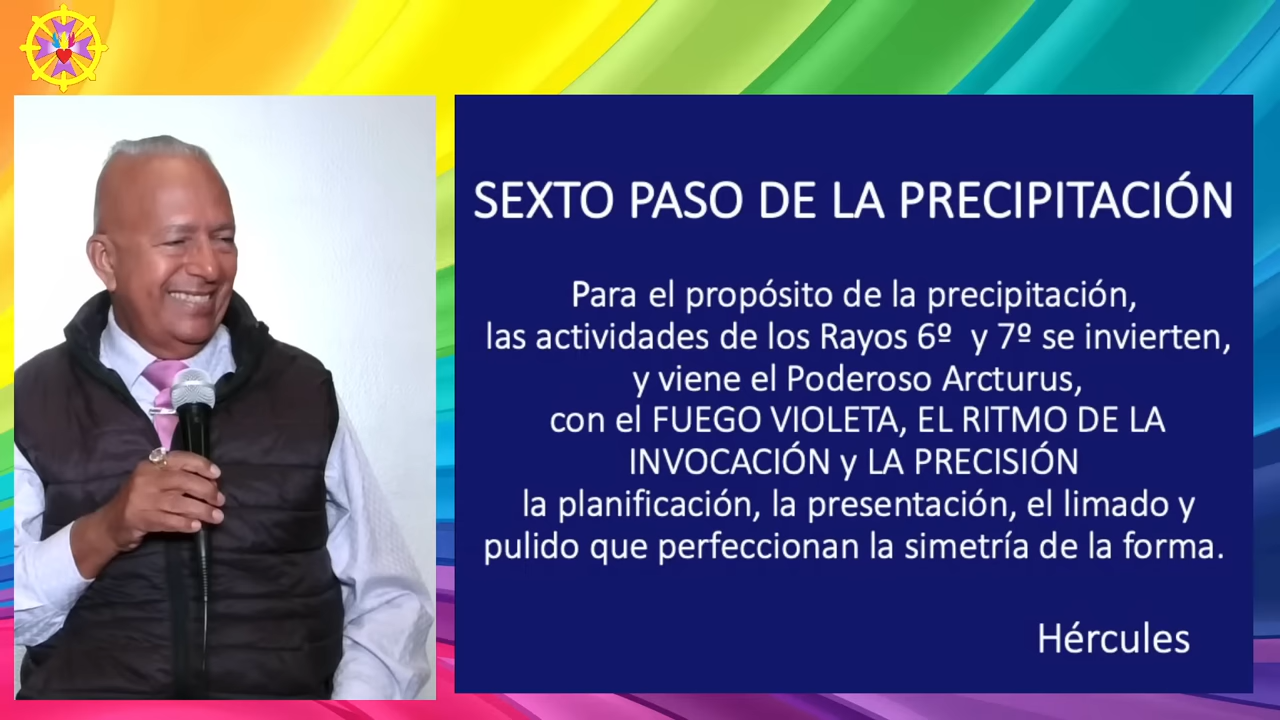 SEXTO PASO DE LA PRECIPITACIÓN
Para el propósito de la precipitación,
las actividades de los Rayos 6º y 7º se invierten,
y viene el Poderoso Arcturus,
con el FUEGO VIOLETA, EL RITMO DE LA
INVOCACIÓN y LA PRECISIÓN
la planificación, la presentación, el limado y
pulido que perfeccionan la simetría de la forma.
Hércules